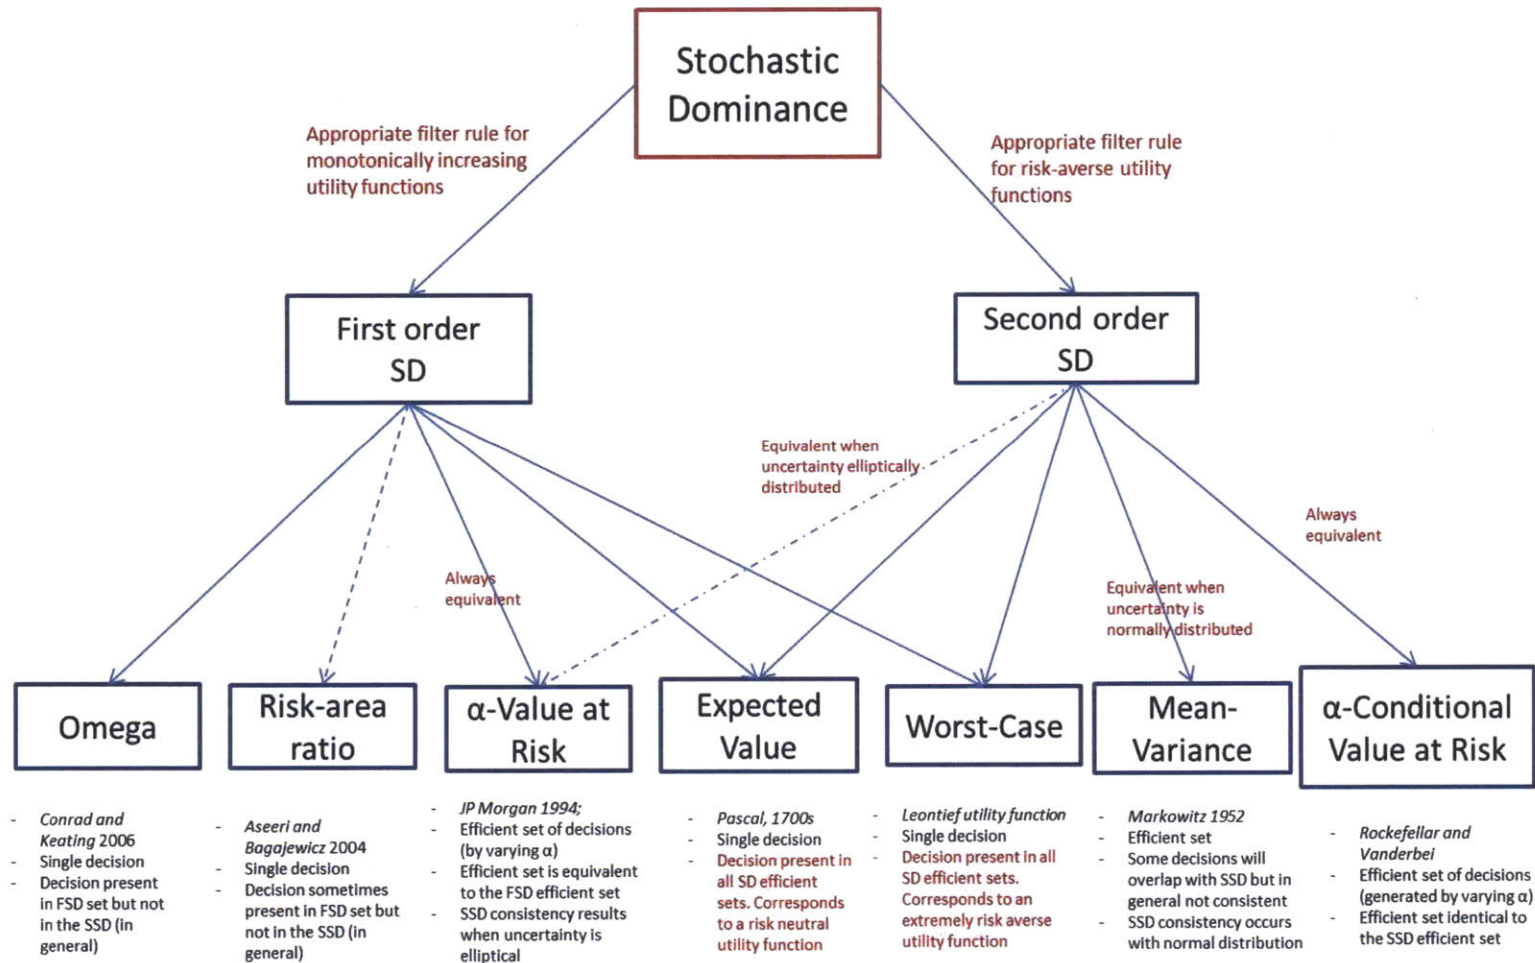 Stochastic
Dominance
Appropriate filter rule for
monotonically increasing
utility functions
Appropriate filter rule
for risk-averse utility
functions
First order
SD
Second order
SD
Equivalent when
uncertainty elliptically
distributed
Always
equivalent
Always
equivalent
Equivalent when
uncertainty is
normally distributed
Omega
Risk-area
ratio
α-Value at
Risk
Expected
Value
Worst-Case
Mean-
Variance
α-Conditional
Value at Risk
- Conrad and
Keating 2006
- Single decision
- Decision present
in FSD set but not
in the SSD (in
general)
- Aseeri and
Bagajewicz 2004
- Single decision
- Decision sometimes
present in FSD set but
not in the SSD (in
general)
- JP Morgan 1994;
- Efficient set of decisions
(by varying α)
- Efficient set is equivalent
to the FSD efficient set
- SSD consistency results
when uncertainty is
elliptical
- Pascal, 1700s
- Single decision
- Decision present in
all SD efficient
sets. Corresponds
to a risk neutral
utility function
- Leontief utility function
- Single decision
- Decision present in all
SD efficient sets.
Corresponds to an
extremely risk averse
utility function
- Markowitz 1952
- Efficient set
- Some decisions will
overlap with SSD but in
general not consistent
- SSD consistency occurs
with normal distribution
- Rockefellar and
Vanderbei
- Efficient set of decisions
(generated by varying α)
- Efficient set identical to
the SSD efficient set